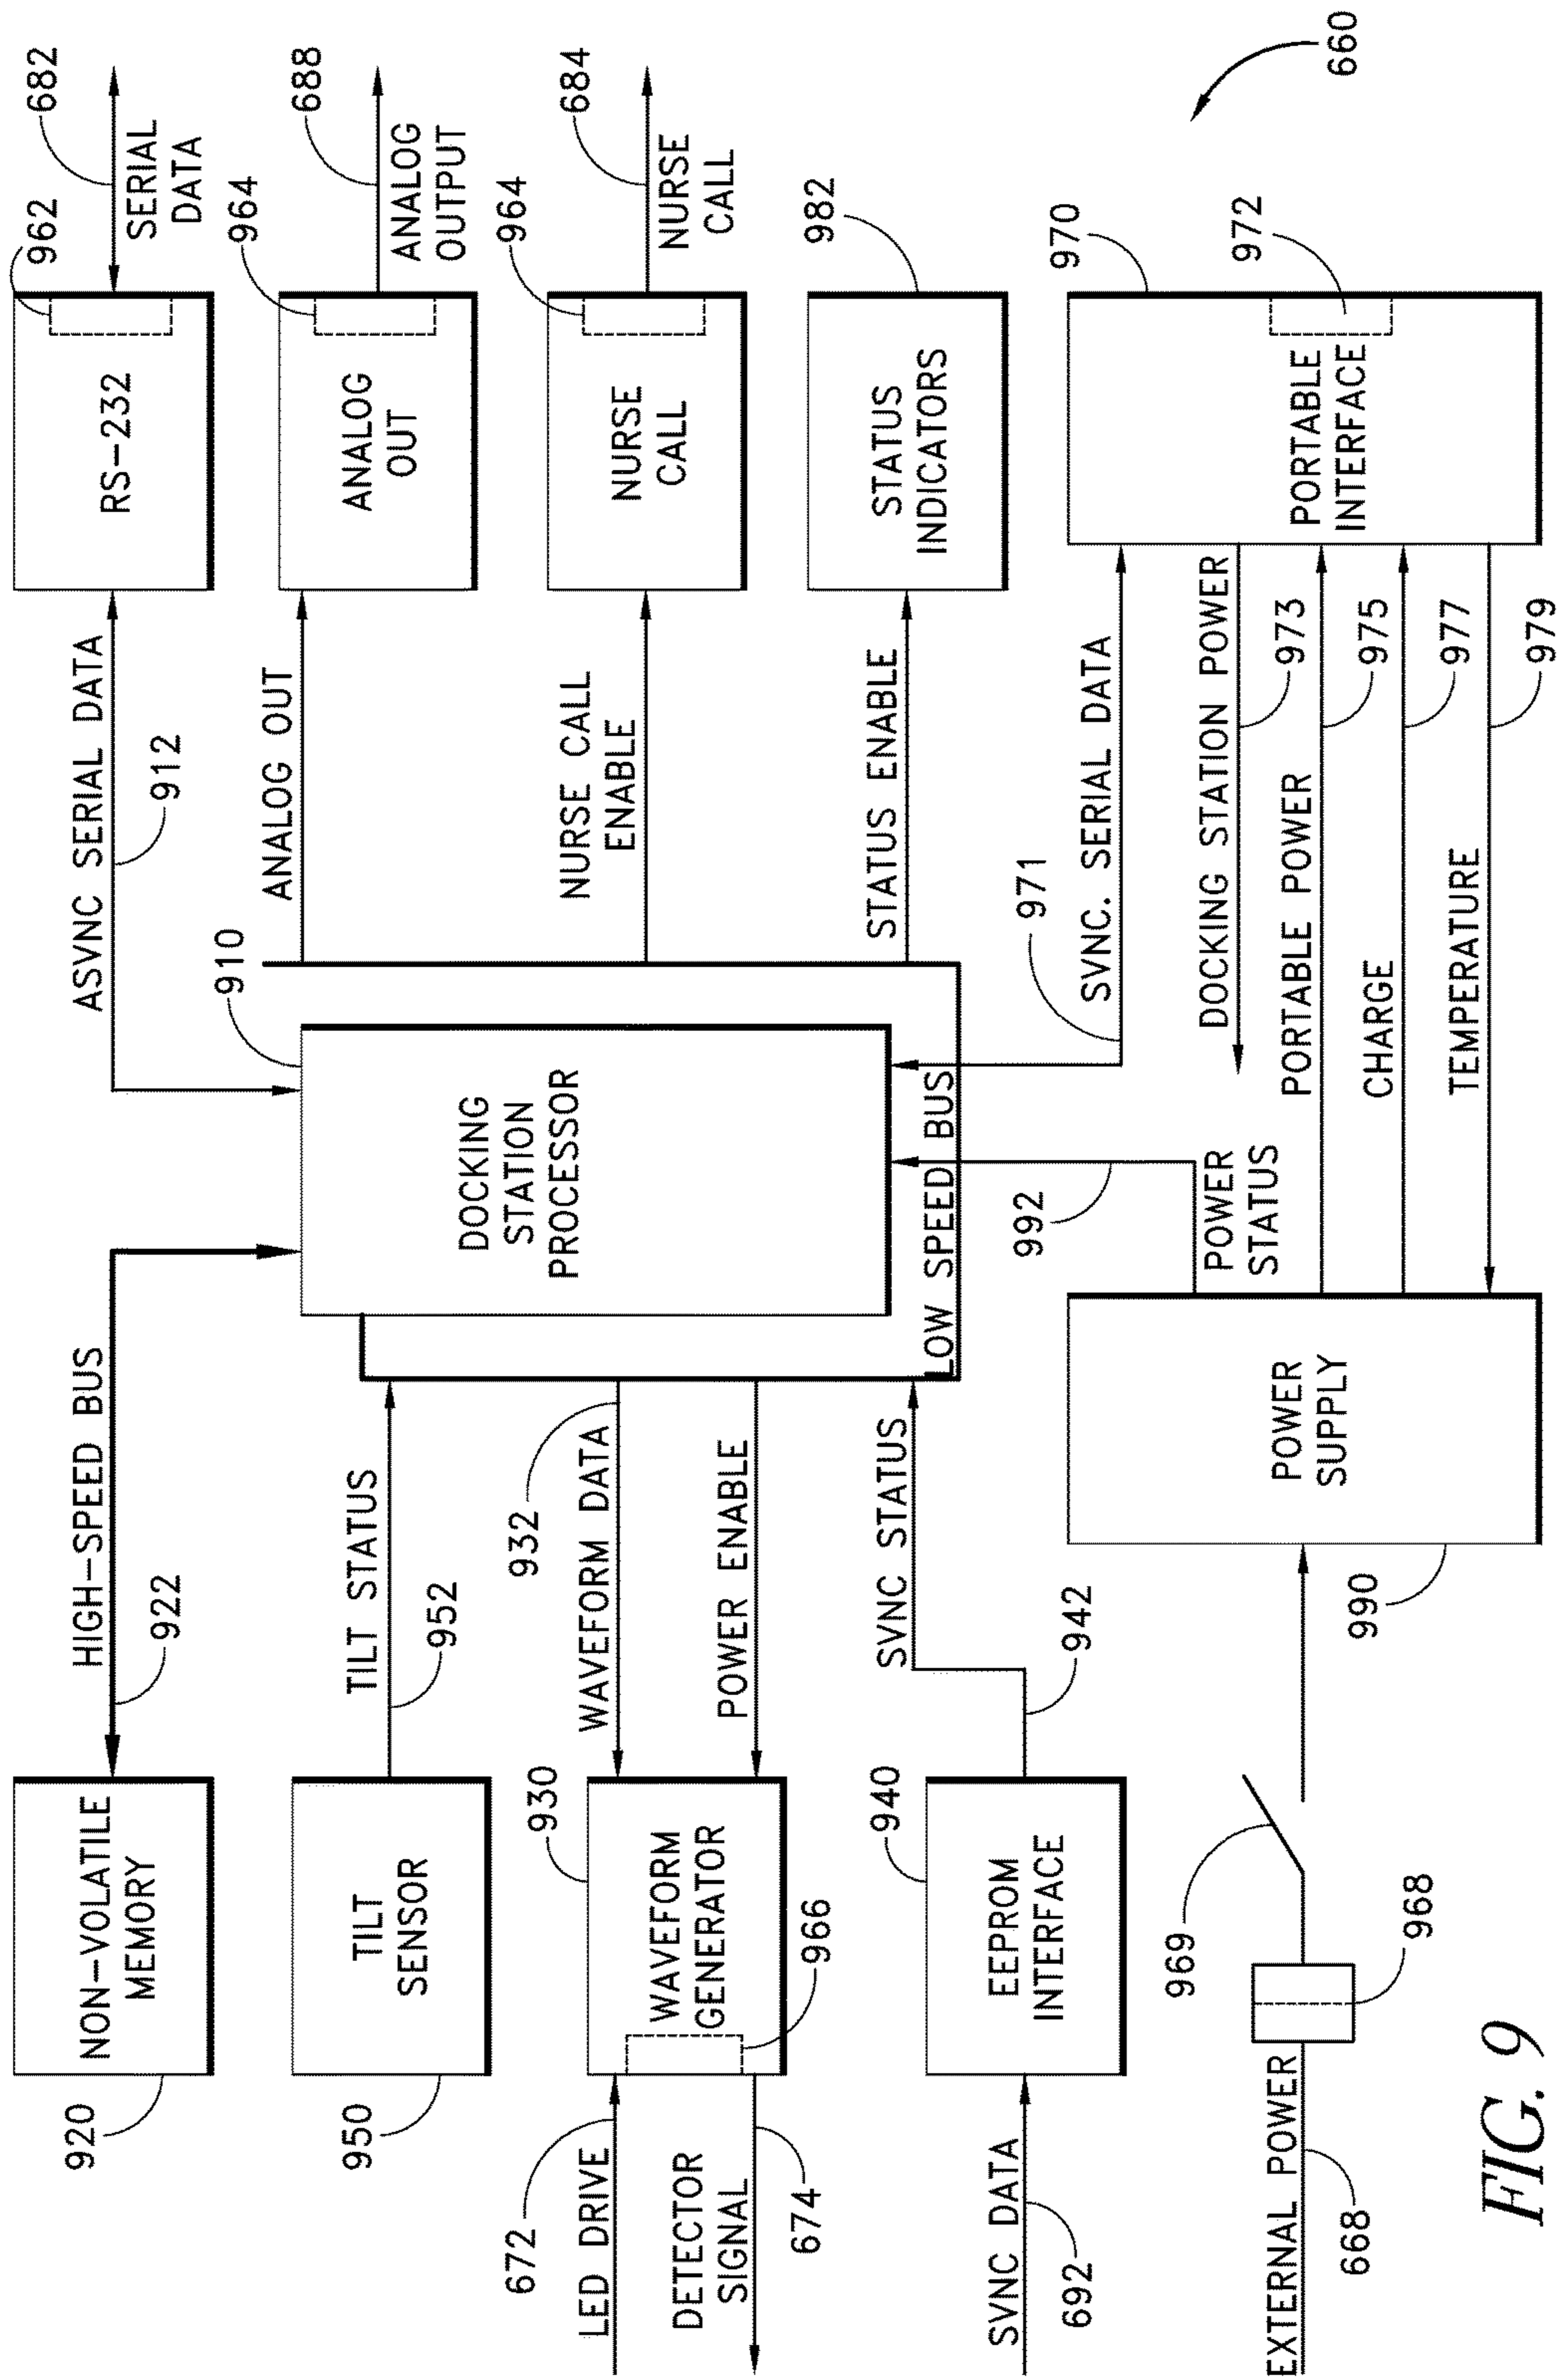 920
NON-VOLATILE
MEMORY
922
HIGH-SPEED BUS
ASVNC SERIAL DATA
912
RS-232
962
682
SERIAL
DATA
950
TILT
SENSOR
TILT STATUS
952
910
DOCKING
STATION
PROCESSOR
ANALOG OUT
ANALOG
OUT
964
688
ANALOG
OUTPUT
672
LED DRIVE
DETECTOR
SIGNAL
674
930
WAVEFORM
GENERATOR
966
932
WAVEFORM DATA
POWER ENABLE
NURSE CALL
ENABLE
NURSE
CALL
964
684
NURSE
CALL
SVNC DATA
692
940
EEPROM
INTERFACE
SVNC STATUS
942
LOW SPEED BUS
STATUS ENABLE
STATUS
INDICATORS
982
EXTERNAL POWER
668
969
968
990
POWER
SUPPLY
992
POWER
STATUS
971
SVNC. SERIAL DATA
DOCKING STATION POWER
973
PORTABLE POWER
975
CHARGE
977
TEMPERATURE
979
PORTABLE
INTERFACE
970
972
660
FIG. 9